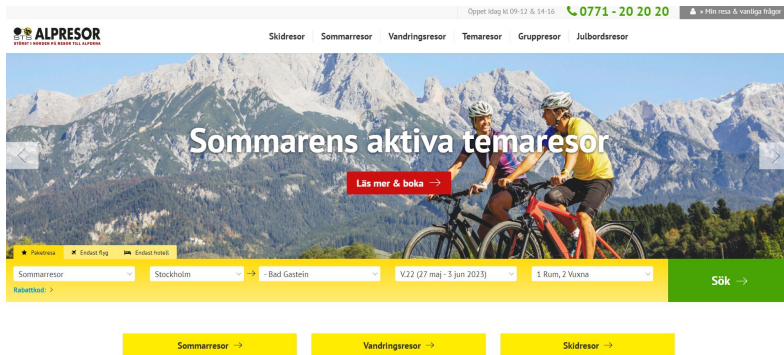 Öppet idag kl 09-12 & 14-16
0771 - 20 20 20
» Min resa & vanliga frågor
STS ALPRESOR
STÖRST I NORDEN PÅ RESOR TILL ALPERNA
Skidresor
Sommarresor
Vandringsresor
Temaresor
Gruppresor
Julbordsresor
Sommarens aktiva temaresor
Läs mer & boka →
Paketresa
Endast flyg
Endast hotell
Sommarresor
Stockholm
→
- Bad Gastein
V.22 (27 maj - 3 jun 2023)
1 Rum, 2 Vuxna
Sök →
Rabattkod: >
Sommarresor →
Vandringsresor →
Skidresor →